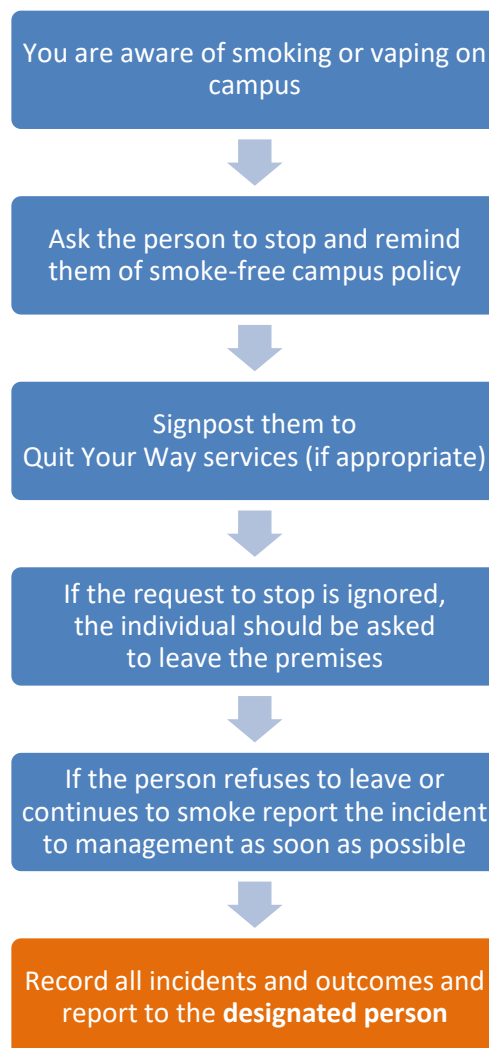 You are aware of smoking or vaping on
campus
Ask the person to stop and remind
them of smoke-free campus policy
Signpost them to
Quit Your Way services (if appropriate)
If the request to stop is ignored,
the individual should be asked
to leave the premises
If the person refuses to leave or
continues to smoke report the incident
to management as soon as possible
Record all incidents and outcomes and
report to the designated person